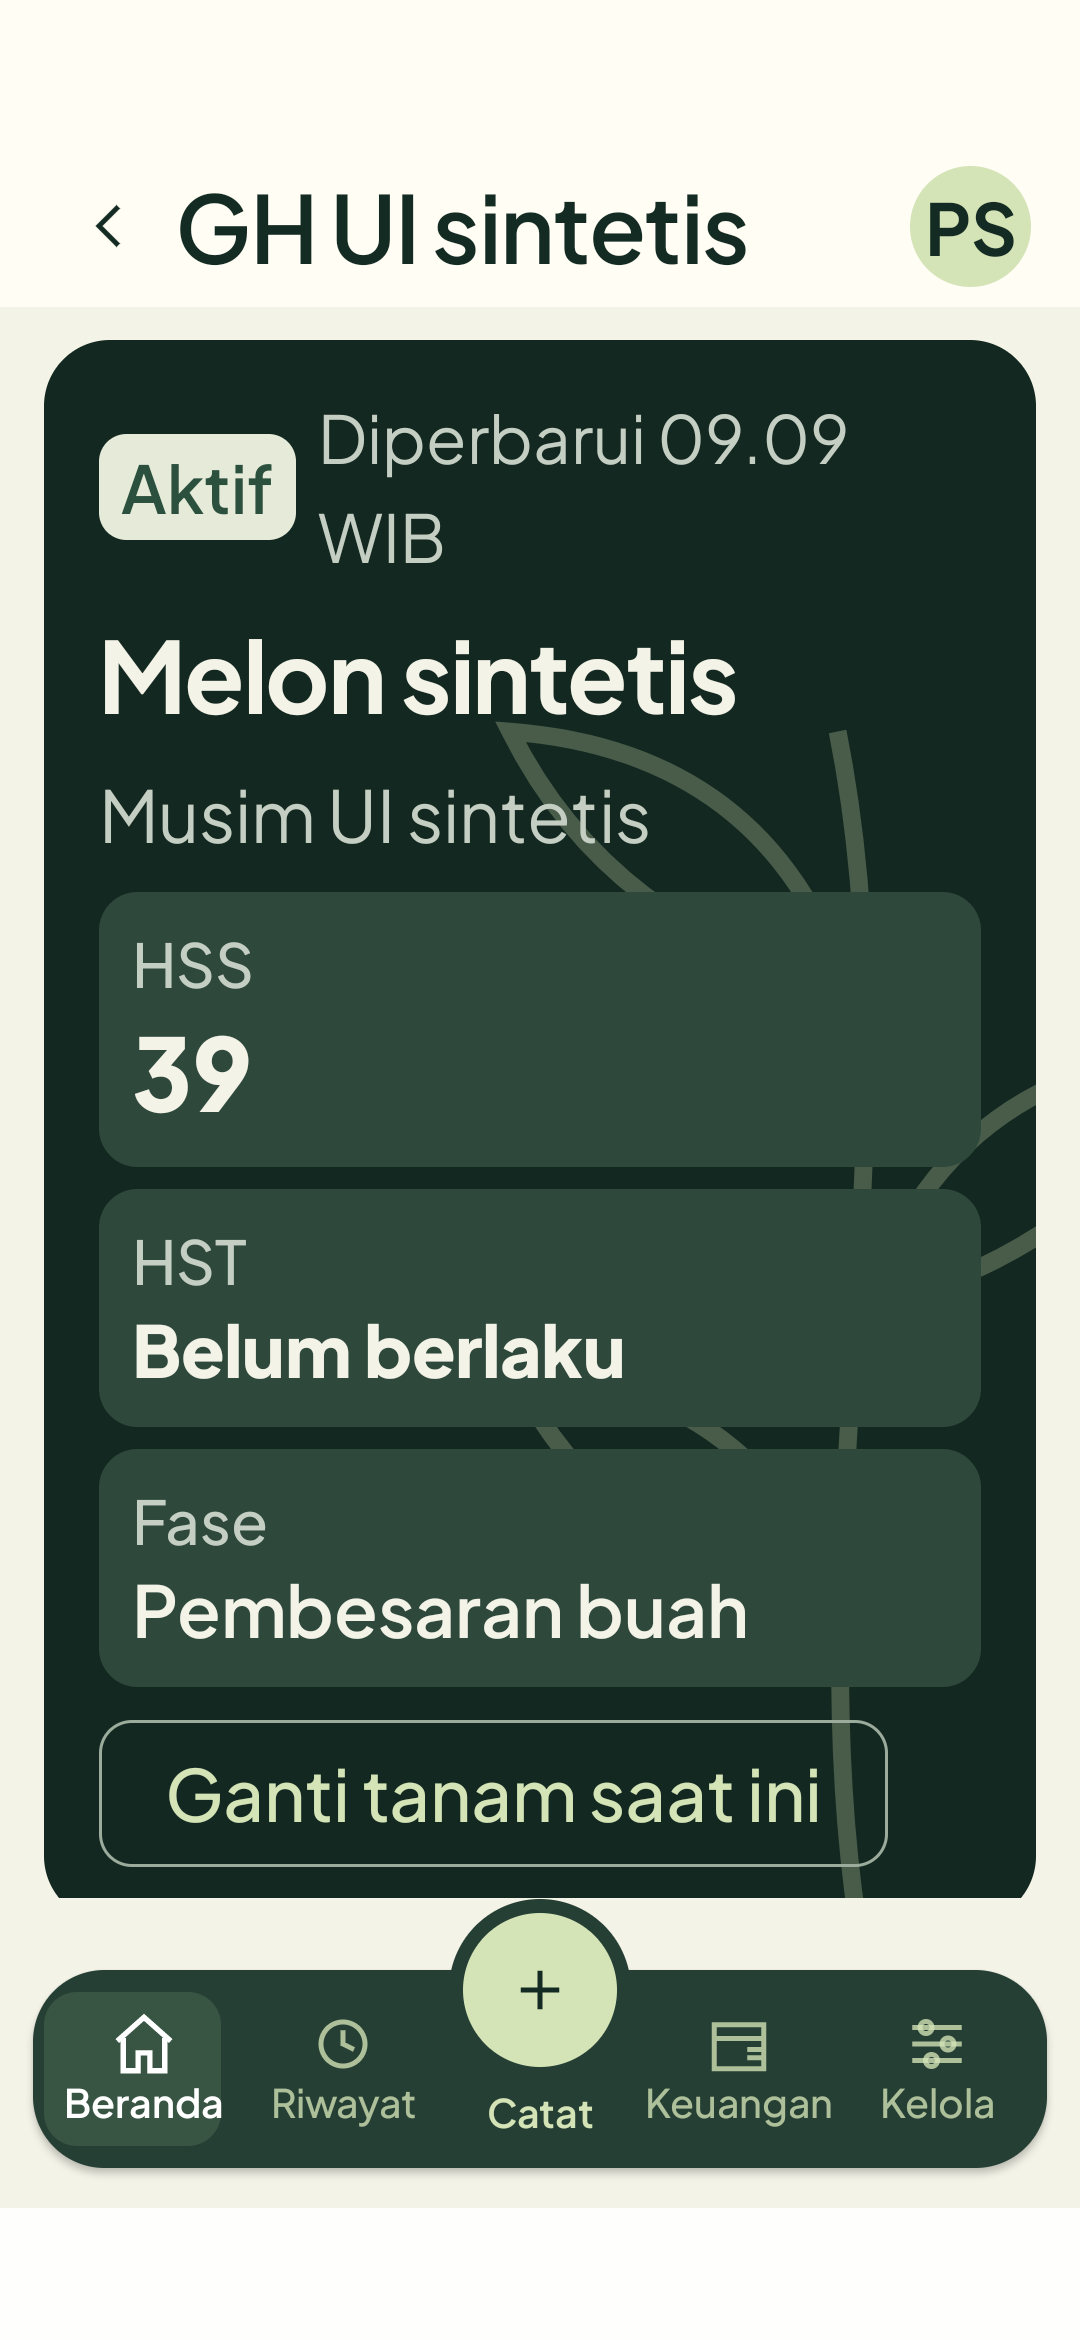 GH UI sintetis
PS
Aktif
Diperbarui 09.09
WIB
Melon sintetis
Musim UI sintetis
HSS
39
HST
Belum berlaku
Fase
Pembesaran buah
Ganti tanam saat ini
Beranda
Riwayat
Catat
Keuangan
Kelola